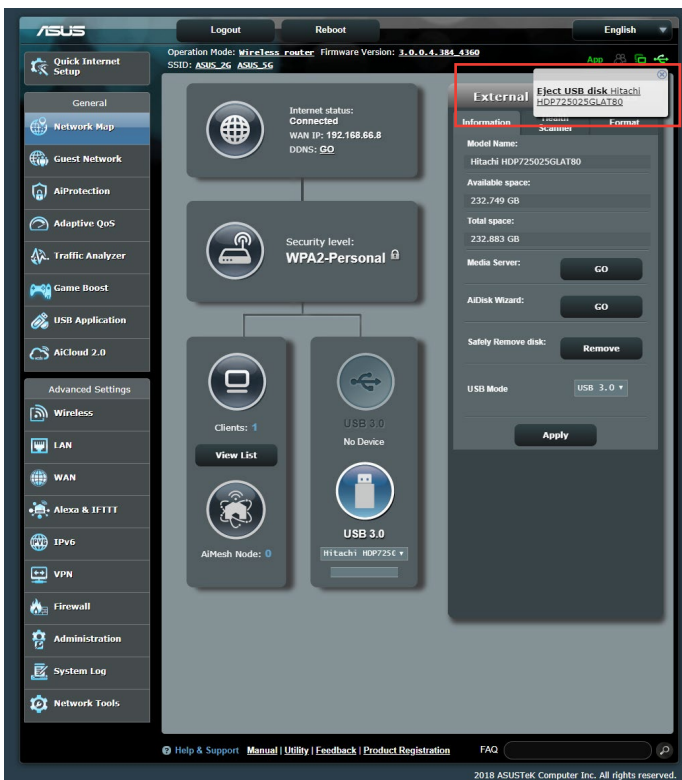 ASUS
Logout
Reboot
English
Quick Internet
Setup
Operation Mode: Wireless router Firmware Version: 3.0.0.4.384_4360
SSID: ASUS_2G ASUS_5G
App
General
Network Map
Guest Network
AiProtection
Adaptive QoS
Traffic Analyzer
Game Boost
USB Application
AiCloud 2.0
Advanced Settings
Wireless
LAN
WAN
Alexa & IFTTT
IPv6
VPN
Firewall
Administration
System Log
Network Tools
Internet status:
Connected
WAN IP: 192.168.66.8
DDNS: GO
Security level:
WPA2-Personal
Clients: 1
View List
AiMesh Node: 0
USB 3.0
No Device
USB 3.0
Hitachi HDP725(
External
Eject USB disk Hitachi
HDP725025GLAT80
Information
Health
Scanner
Format
Model Name:
Hitachi HDP725025GLAT80
Available space:
232.749 GB
Total space:
232.883 GB
Media Server:
GO
AiDisk Wizard:
GO
Safely Remove disk:
Remove
USB Mode
USB 3.0
Apply
Help & Support Manual | Utility | Feedback | Product Registration
FAQ
2018 ASUSTeK Computer Inc. All rights reserved.